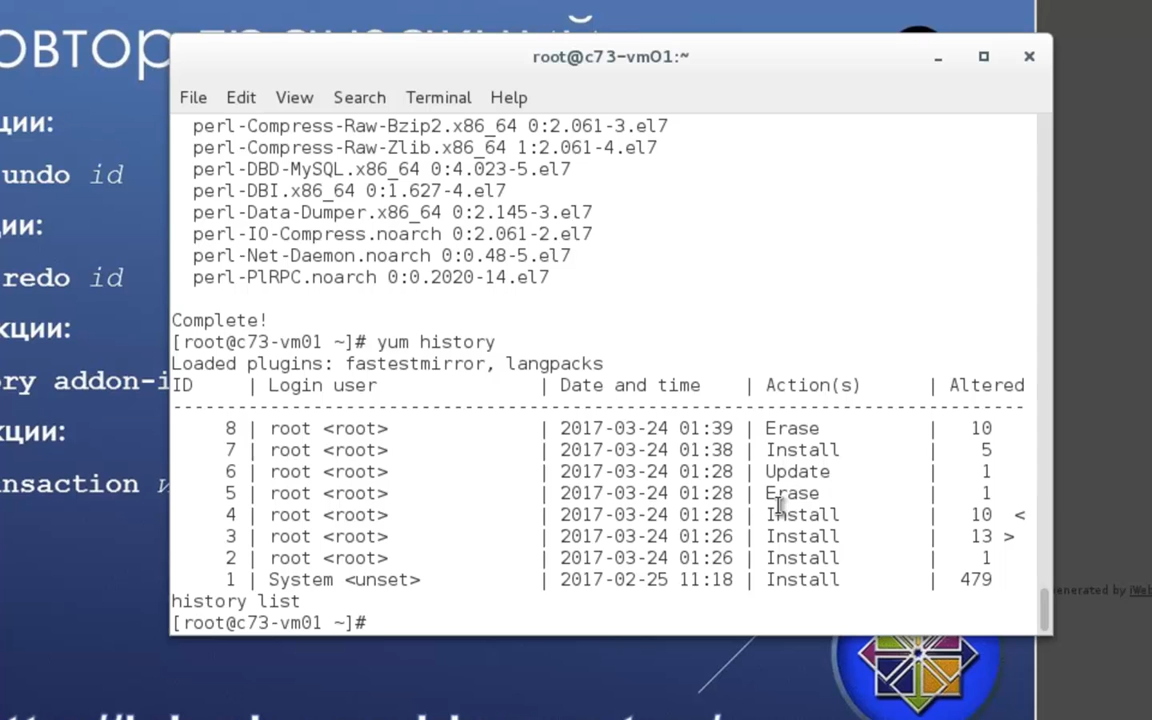 овтор
root@c73-vm01:~
File Edit View Search Terminal Help
ции:
undo id
ции:
redo id
кции:
ory addon-i
кции:
nsaction
perl-Compress-Raw-Bzip2.x86_64 0:2.061-3.el7
perl-Compress-Raw-Zlib.x86_64 1:2.061-4.el7
perl-DBD-MySQL.x86_64 0:4.023-5.el7
perl-DBI.x86_64 0:1.627-4.el7
perl-Data-Dumper.x86_64 0:2.145-3.el7
perl-IO-Compress.noarch 0:2.061-2.el7
perl-Net-Daemon.noarch 0:0.48-5.el7
perl-PlRPC.noarch 0:0.2020-14.el7
Complete!
[root@c73-vm01 ~]# yum history
Loaded plugins: fastestmirror, langpacks
ID | Login user | Date and time | Action(s) | Altered
-------------------------------------------------------------------------------
8 | root <root> | 2017-03-24 01:39 | Erase | 10
7 | root <root> | 2017-03-24 01:38 | Install | 5
6 | root <root> | 2017-03-24 01:28 | Update | 1
5 | root <root> | 2017-03-24 01:28 | Erase | 1
4 | root <root> | 2017-03-24 01:28 | Install | 10 <
3 | root <root> | 2017-03-24 01:26 | Install | 13 >
2 | root <root> | 2017-03-24 01:26 | Install | 1
1 | System <unset> | 2017-02-25 11:18 | Install | 479
history list
[root@c73-vm01 ~]#
enerated by iWeb